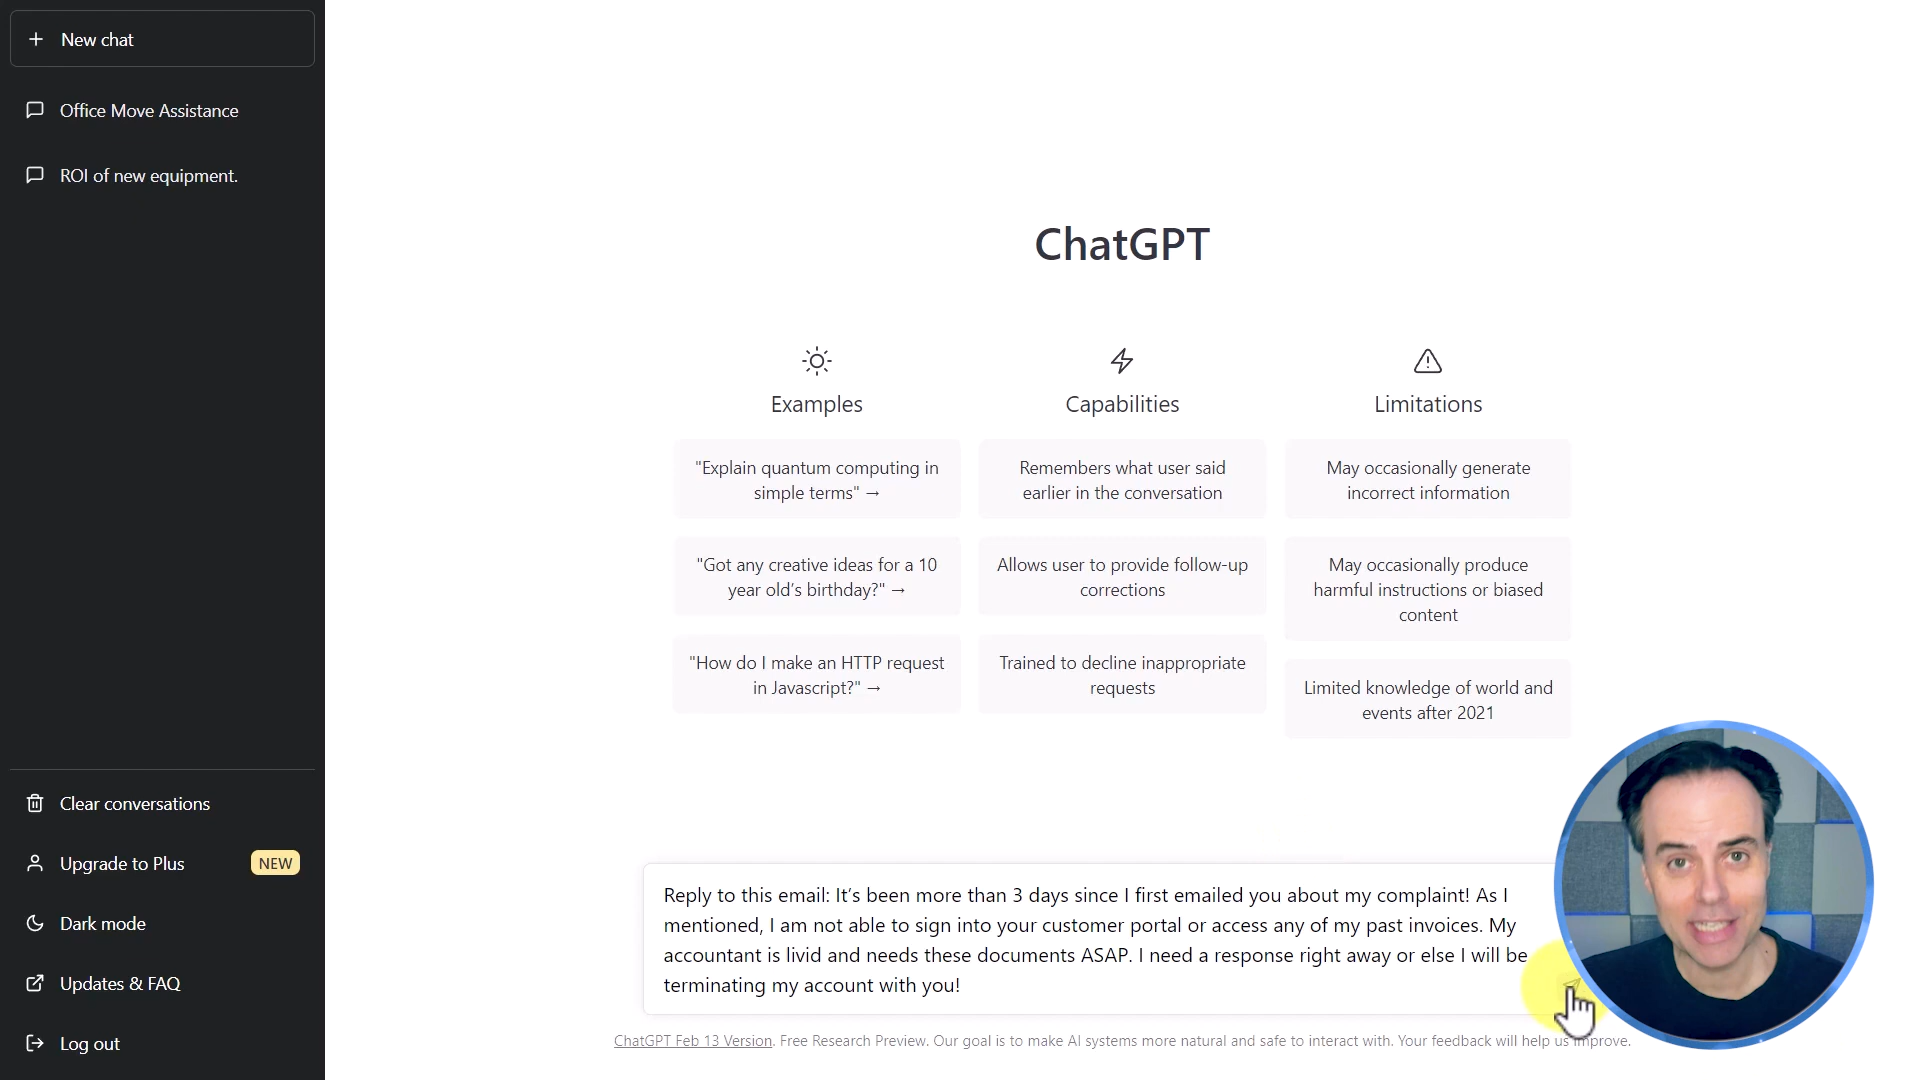 New chat
Office Move Assistance
ROI of new equipment.
Clear conversations
Upgrade to Plus
NEW
Dark mode
Updates & FAQ
Log out
ChatGPT
Examples
"Explain quantum computing in
simple terms" →
"Got any creative ideas for a 10
year old’s birthday?" →
"How do I make an HTTP request
in Javascript?" →
Capabilities
Remembers what user said
earlier in the conversation
Allows user to provide follow-up
corrections
Trained to decline inappropriate
requests
Limitations
May occasionally generate
incorrect information
May occasionally produce
harmful instructions or biased
content
Limited knowledge of world and
events after 2021
Reply to this email: It’s been more than 3 days since I first emailed you about my complaint! As I
mentioned, I am not able to sign into your customer portal or access any of my past invoices. My
accountant is livid and needs these documents ASAP. I need a response right away or else I will be
terminating my account with you!
ChatGPT Feb 13 Version. Free Research Preview. Our goal is to make AI systems more natural and safe to interact with. Your feedback will help us improve.